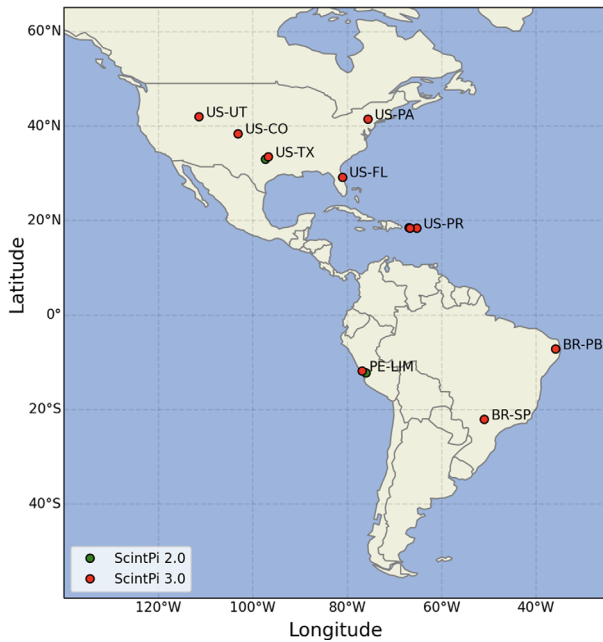 60°N
US-UT
US-PA
40°N
US-CO
US-TX
US-FL
20°N
US-PR
Latitude
0°
BR-PB
PE-LIM
20°S
BR-SP
40°S
ScintPi 2.0
ScintPi 3.0
120°W 100°W 80°W 60°W 40°W
Longitude